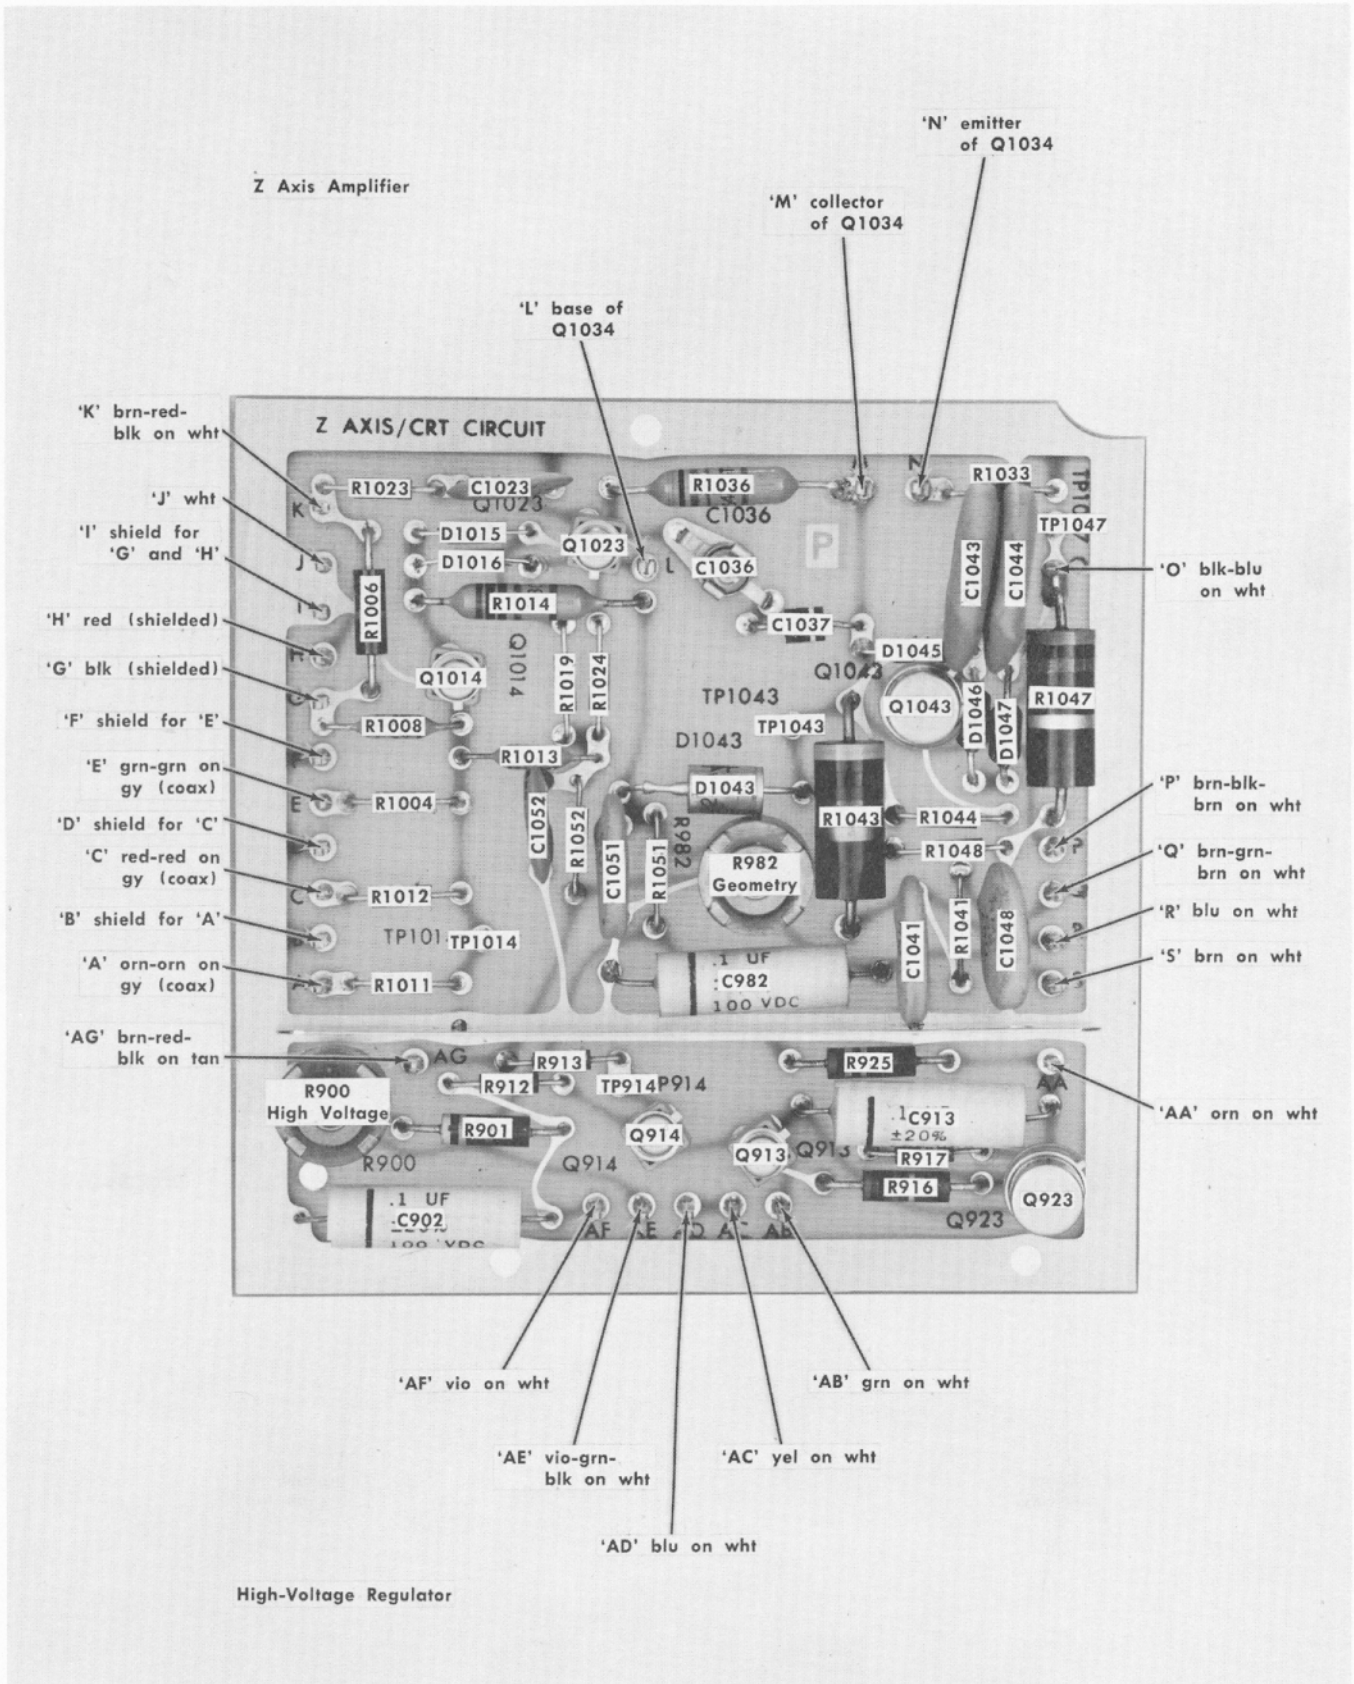 'N' emitter
of Q1034
Z Axis Amplifier
'M' collector
of Q1034
'L' base of
Q1034
'K' brn-red-
blk on wht
'J' wht
'I' shield for
'G' and 'H'
'H' red (shielded)
'G' blk (shielded)
'F' shield for 'E'
'E' grn-grn on
gy (coax)
'D' shield for 'C'
'C' red-red on
gy (coax)
'B' shield for 'A'
'A' orn-orn on
gy (coax)
'AG' brn-red-
blk on tan
Z AXIS/CRT CIRCUIT
K
R1023
C1023
Q1023
R1036
C1036
N
R1033
TP107
TP1047
D1015
Q1023
D1016
L
C1036
P
C1043
C1044
J
I
R1006
R1014
C1037
H
Q1014
Q1014
R1019
R1024
Q1043
D1045
G
TP1043
Q1043
D1046
D1047
R1047
R1008
TP1043
D1043
F
R1013
D1043
E
R1004
C1052
R1052
C1051
R1051
R982
R1043
R1044
R982
Geometry
R1048
P
C
R1012
TP101
TP1014
C1041
R1041
C1048
A
R1011
.1 UF
C982
100 VDC
'O' blk-blu
on wht
'P' brn-blk-
brn on wht
'Q' brn-grn-
brn on wht
'R' blu on wht
'S' brn on wht
AG
R913
R925
R900
High Voltage
R912
TP914
P914
AA
R901
Q914
.1
C913
±20%
R900
Q914
Q913
Q913
R917
R916
.1 UF
C902
100 VDC
Q923
Q923
AF
AE
AD
AC
AB
'AA' orn on wht
'AF' vio on wht
'AB' grn on wht
'AE' vio-grn-
blk on wht
'AC' yel on wht
'AD' blu on wht
High-Voltage Regulator